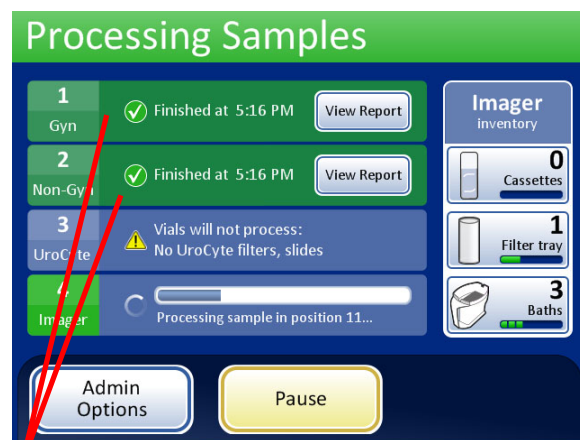 Processing Samples
1
Gyn
Finished at 5:16 PM
View Report
2
Non-Gyn
Finished at 5:16 PM
View Report
3
UroCyte
Vials will not process:
No UroCyte filters, slides
4
Imager
Processing sample in position 11...
Imager
inventory
0
Cassettes
1
Filter tray
3
Baths
Admin
Options
Pause